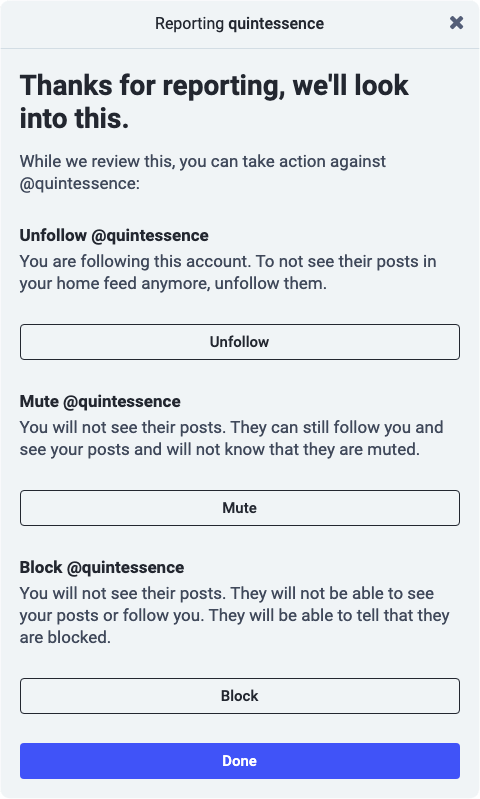 Reporting quintessence
Thanks for reporting, we'll look
into this.
While we review this, you can take action against
@quintessence:
Unfollow @quintessence
You are following this account. To not see their posts in
your home feed anymore, unfollow them.
Unfollow
Mute @quintessence
You will not see their posts. They can still follow you and
see your posts and will not know that they are muted.
Mute
Block @quintessence
You will not see their posts. They will not be able to see
your posts or follow you. They will be able to tell that they
are blocked.
Block
Done